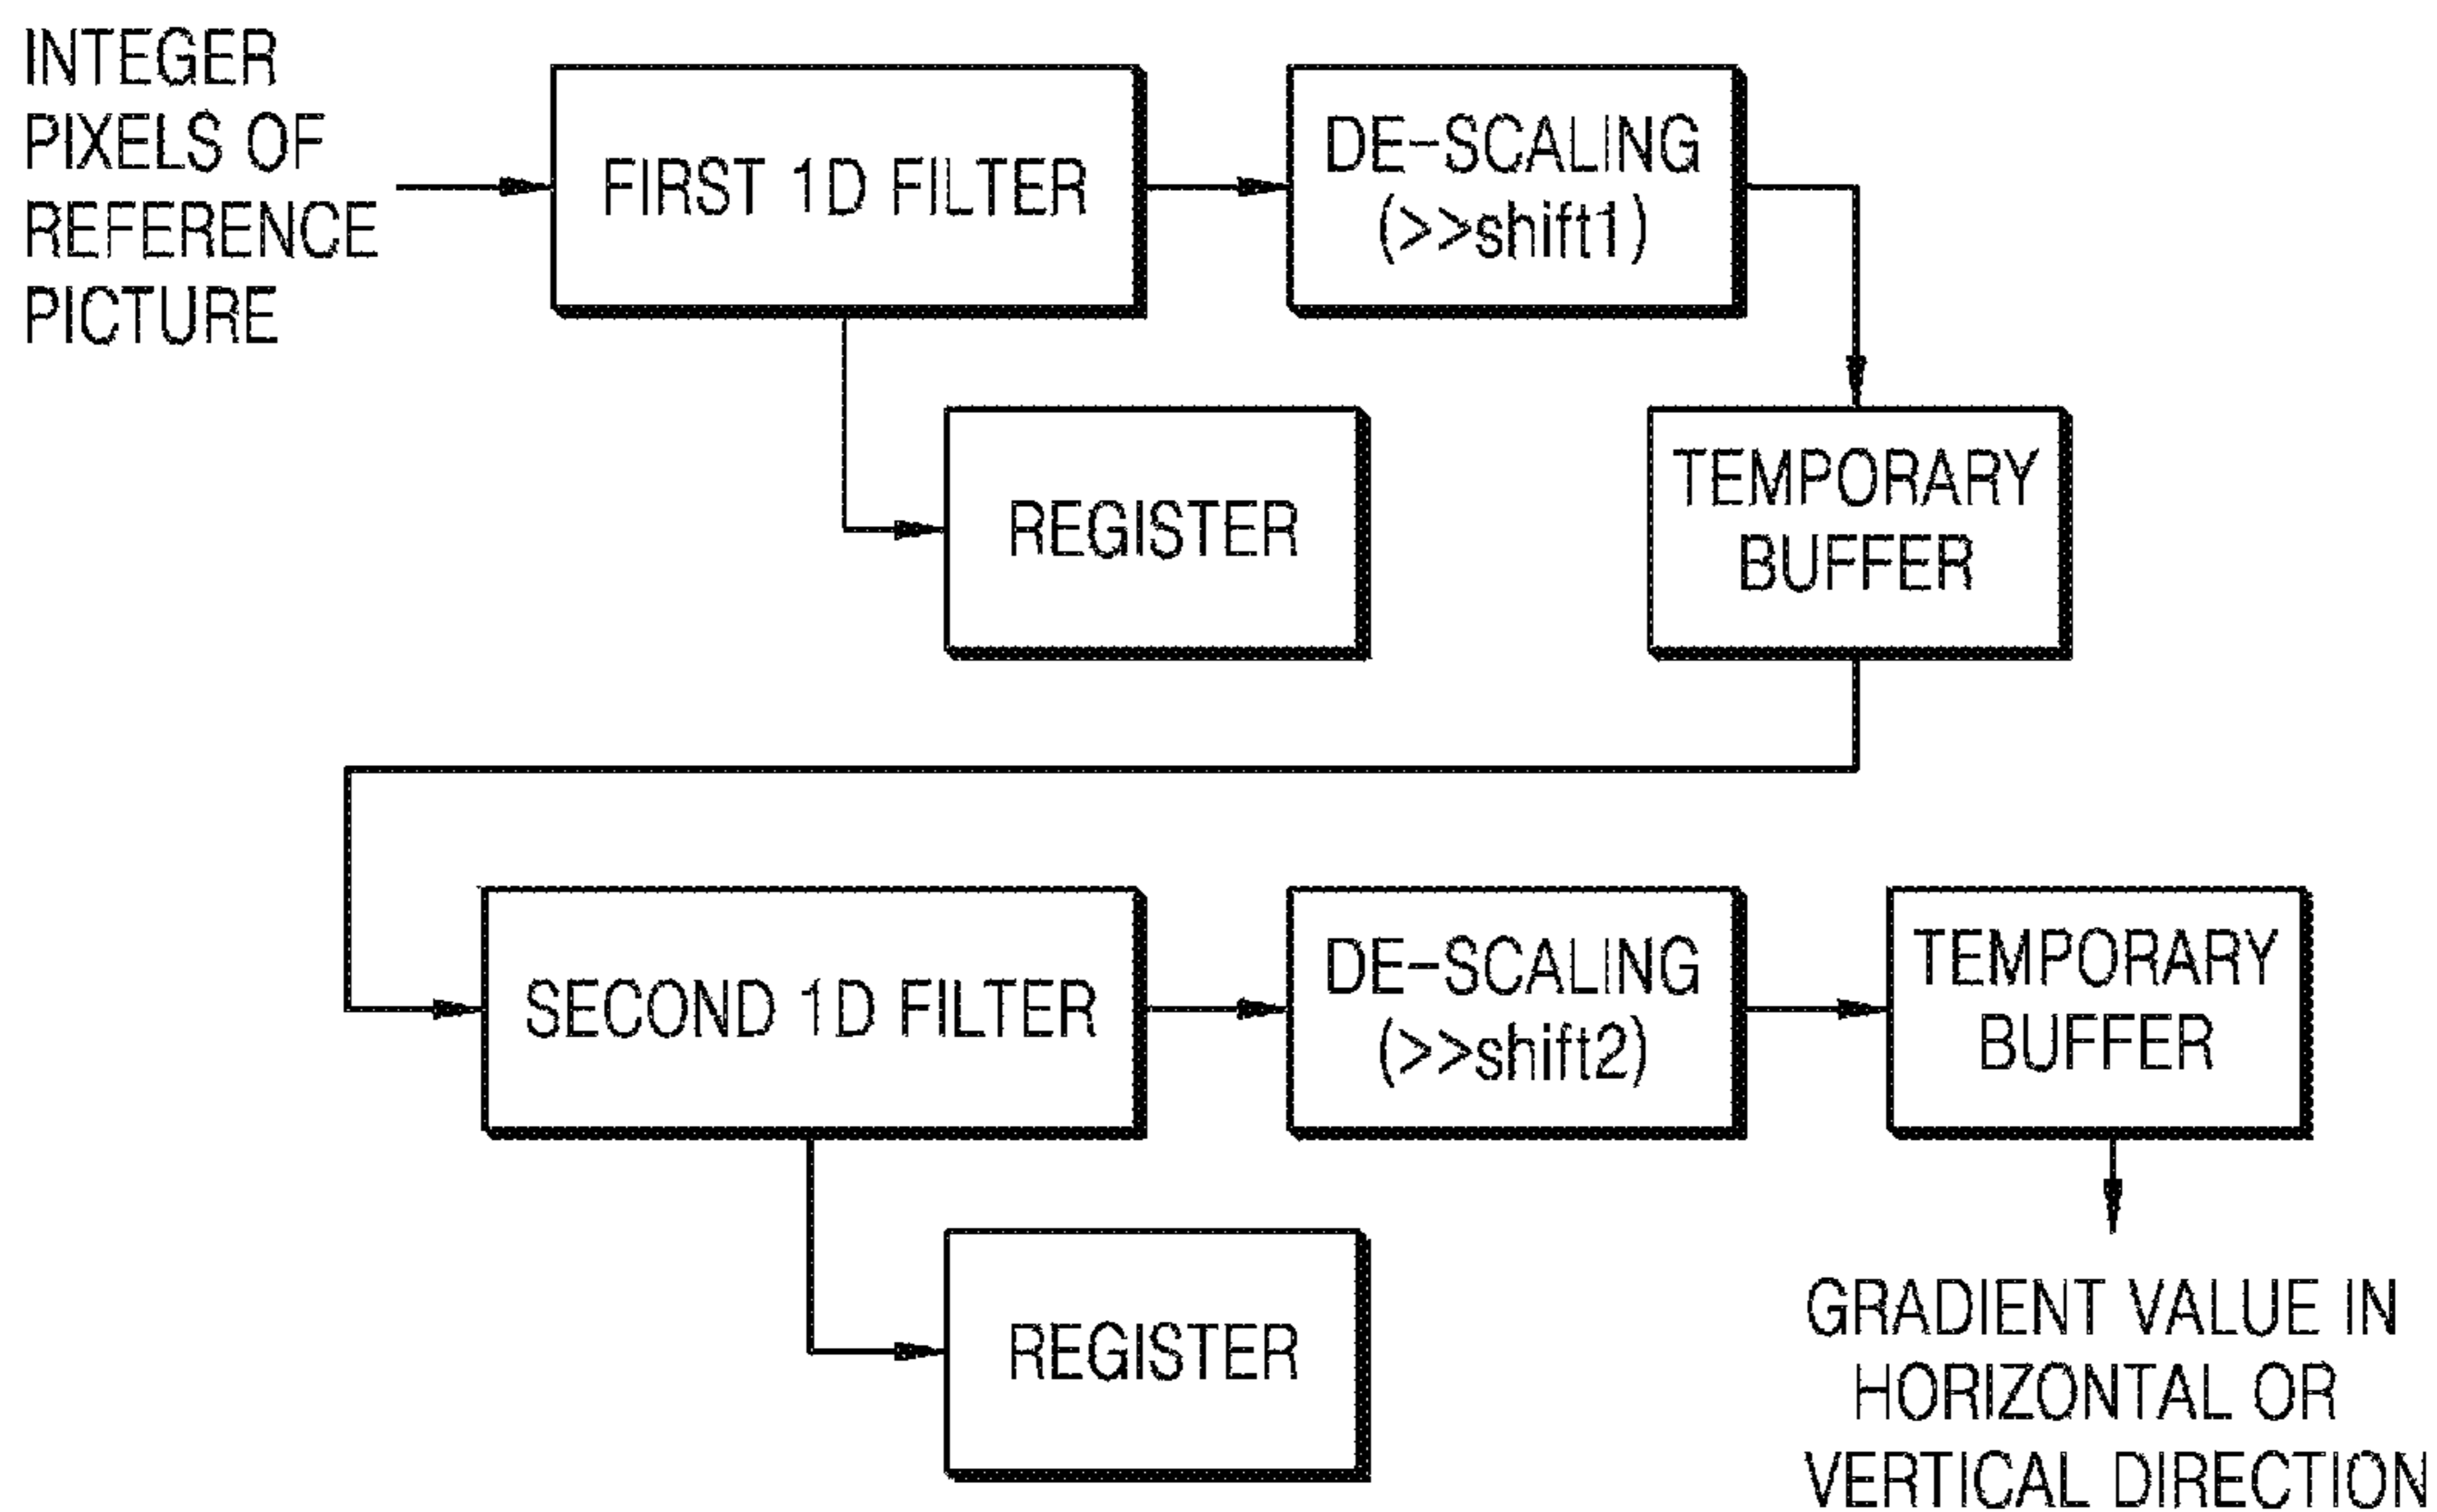 INTEGER
PIXELS OF
REFERENCE
PICTURE
FIRST 1D FILTER
DE-SCALING
(>>shift1)
REGISTER
TEMPORARY
BUFFER
SECOND 1D FILTER
DE-SCALING
(>>shift2)
TEMPORARY
BUFFER
REGISTER
GRADIENT VALUE IN
HORIZONTAL OR
VERTICAL DIRECTION